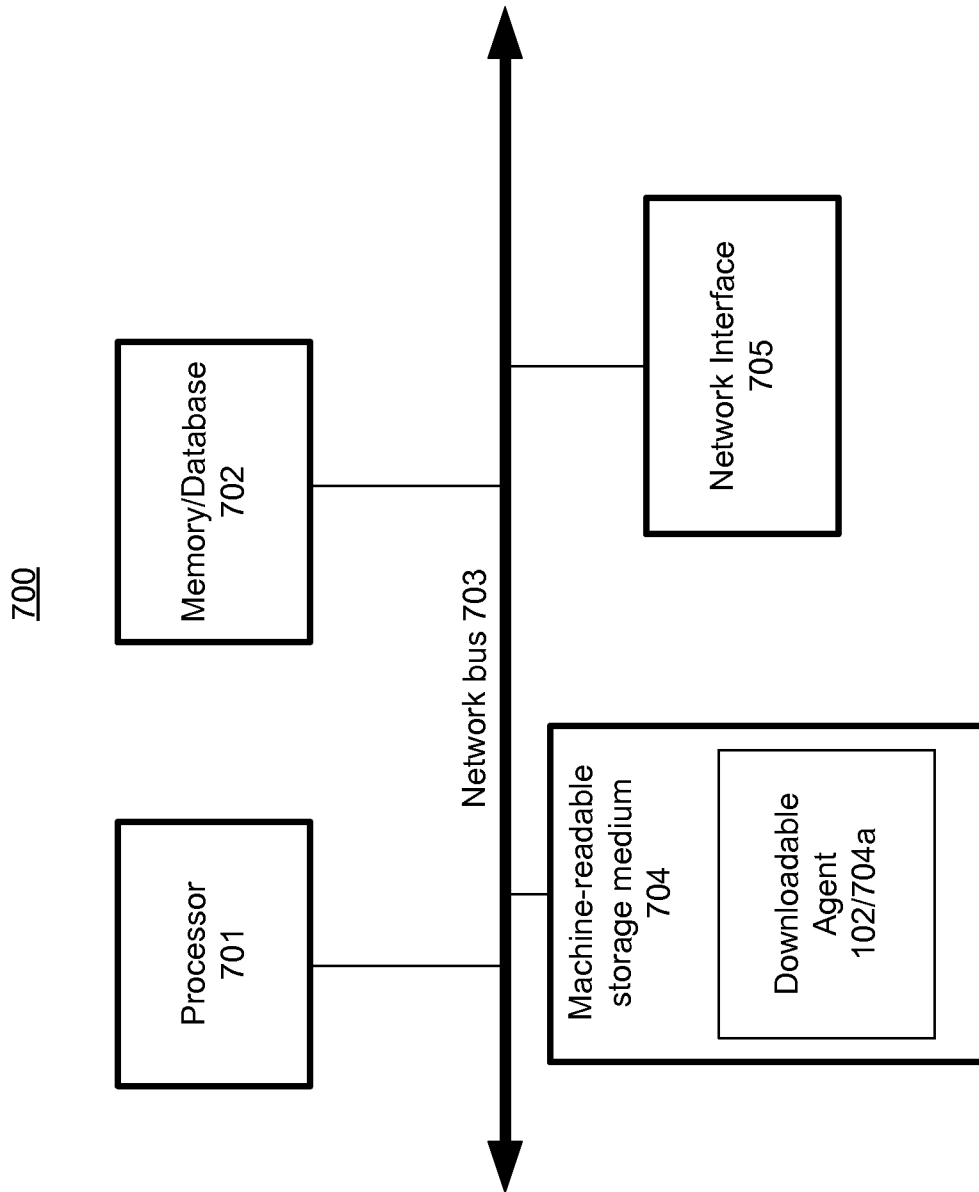 700
Processor
701
Memory/Database
702
Network bus 703
Machine-readable
storage medium
704
Downloadable
Agent
102/704a
Network Interface
705